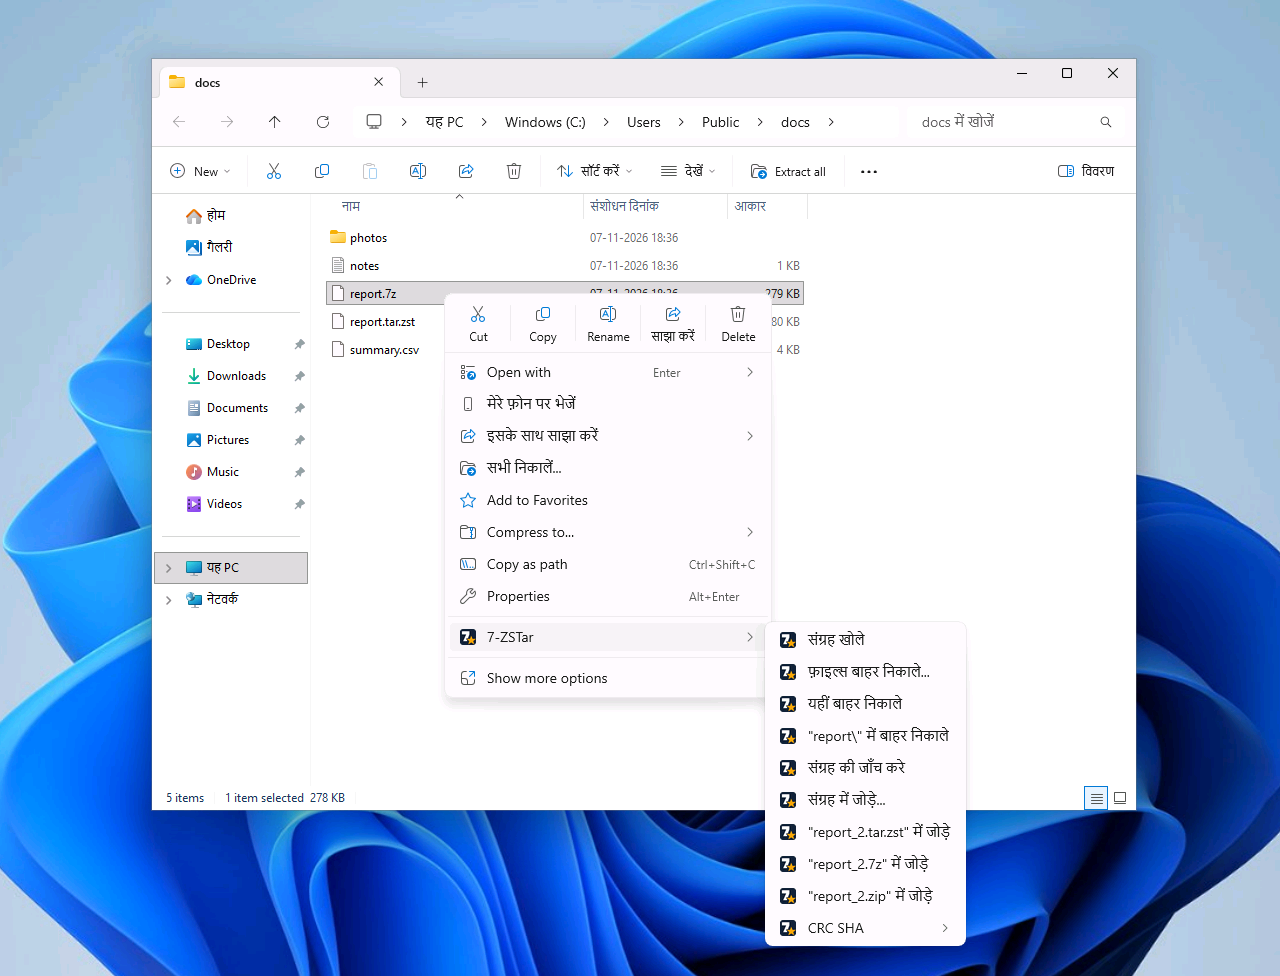 docs
यह PC
Windows (C:)
Users
Public
docs
docs में खोजें
New
सॉर्ट करें
देखें
Extract all
विवरण
नाम
संशोधन दिनांक
आकार
होम
गैलरी
OneDrive
Desktop
Downloads
Documents
Pictures
Music
Videos
यह PC
नेटवर्क
photos
07-11-2026 18:36
notes
07-11-2026 18:36
1 KB
report.7z
07-11-2026 18:36
279 KB
report.tar.zst
80 KB
summary.csv
4 KB
Cut
Copy
Rename
साझा करें
Delete
Open with
Enter
मेरे फ़ोन पर भेजें
इसके साथ साझा करें
सभी निकालें...
Add to Favorites
Compress to...
Copy as path
Ctrl+Shift+C
Properties
Alt+Enter
7-ZSTar
Show more options
संग्रह खोले
फ़ाइल्स बाहर निकाले...
यहीं बाहर निकाले
"report\" में बाहर निकाले
संग्रह की जाँच करे
संग्रह में जोड़े...
"report_2.tar.zst" में जोड़े
"report_2.7z" में जोड़े
"report_2.zip" में जोड़े
CRC SHA
5 items
1 item selected
278 KB